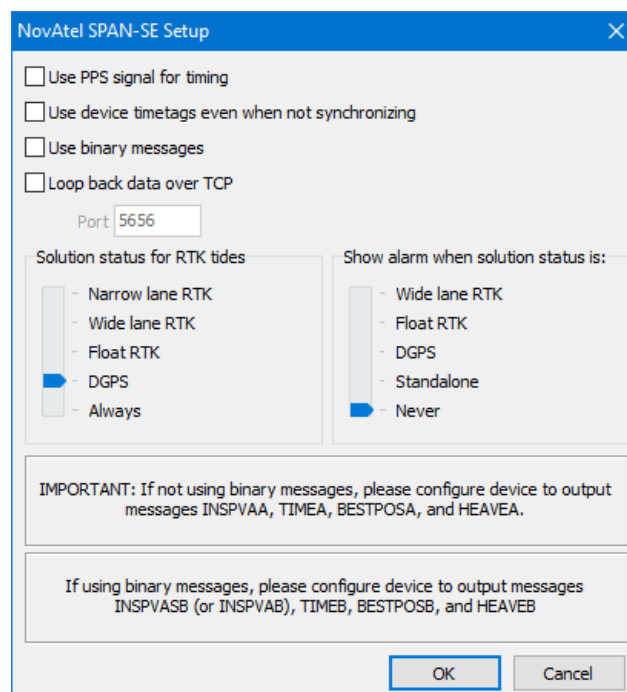 NovAtel SPAN-SE Setup
Use PPS signal for timing
Use device timetags even when not synchronizing
Use binary messages
Loop back data over TCP
Port 5656
Solution status for RTK tides
Narrow lane RTK
Wide lane RTK
Float RTK
DGPS
Always
Show alarm when solution status is:
Wide lane RTK
Float RTK
DGPS
Standalone
Never
IMPORTANT: If not using binary messages, please configure device to output
messages INSPVAA, TIMEA, BESTPOSA, and HEAVEA.
If using binary messages, please configure device to output messages
INSPVASB (or INSPVAB), TIMEB, BESTPOSB, and HEAVEB
OK
Cancel